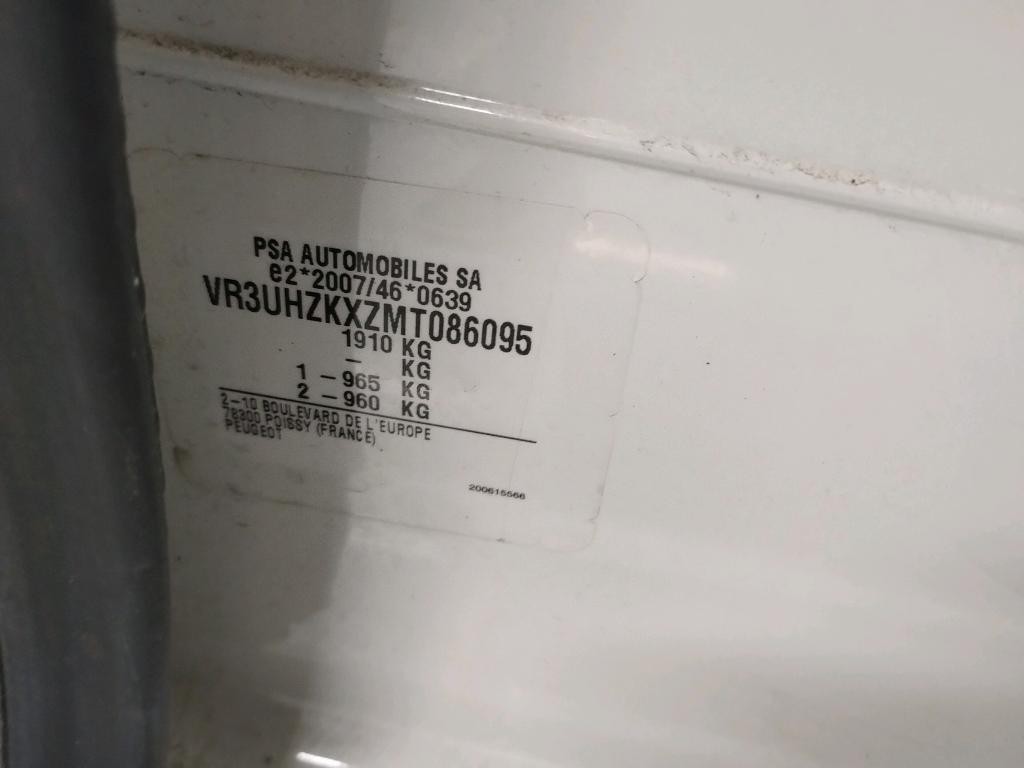 PSA AUTOMOBILES SA
e2*2007/46*0639
VR3UHZKXZMT086095
1910 KG
– KG
1 – 965 KG
2 – 960 KG
2–10 BOULEVARD DE L'EUROPE
78300 POISSY (FRANCE)
PEUGEOT
200615566